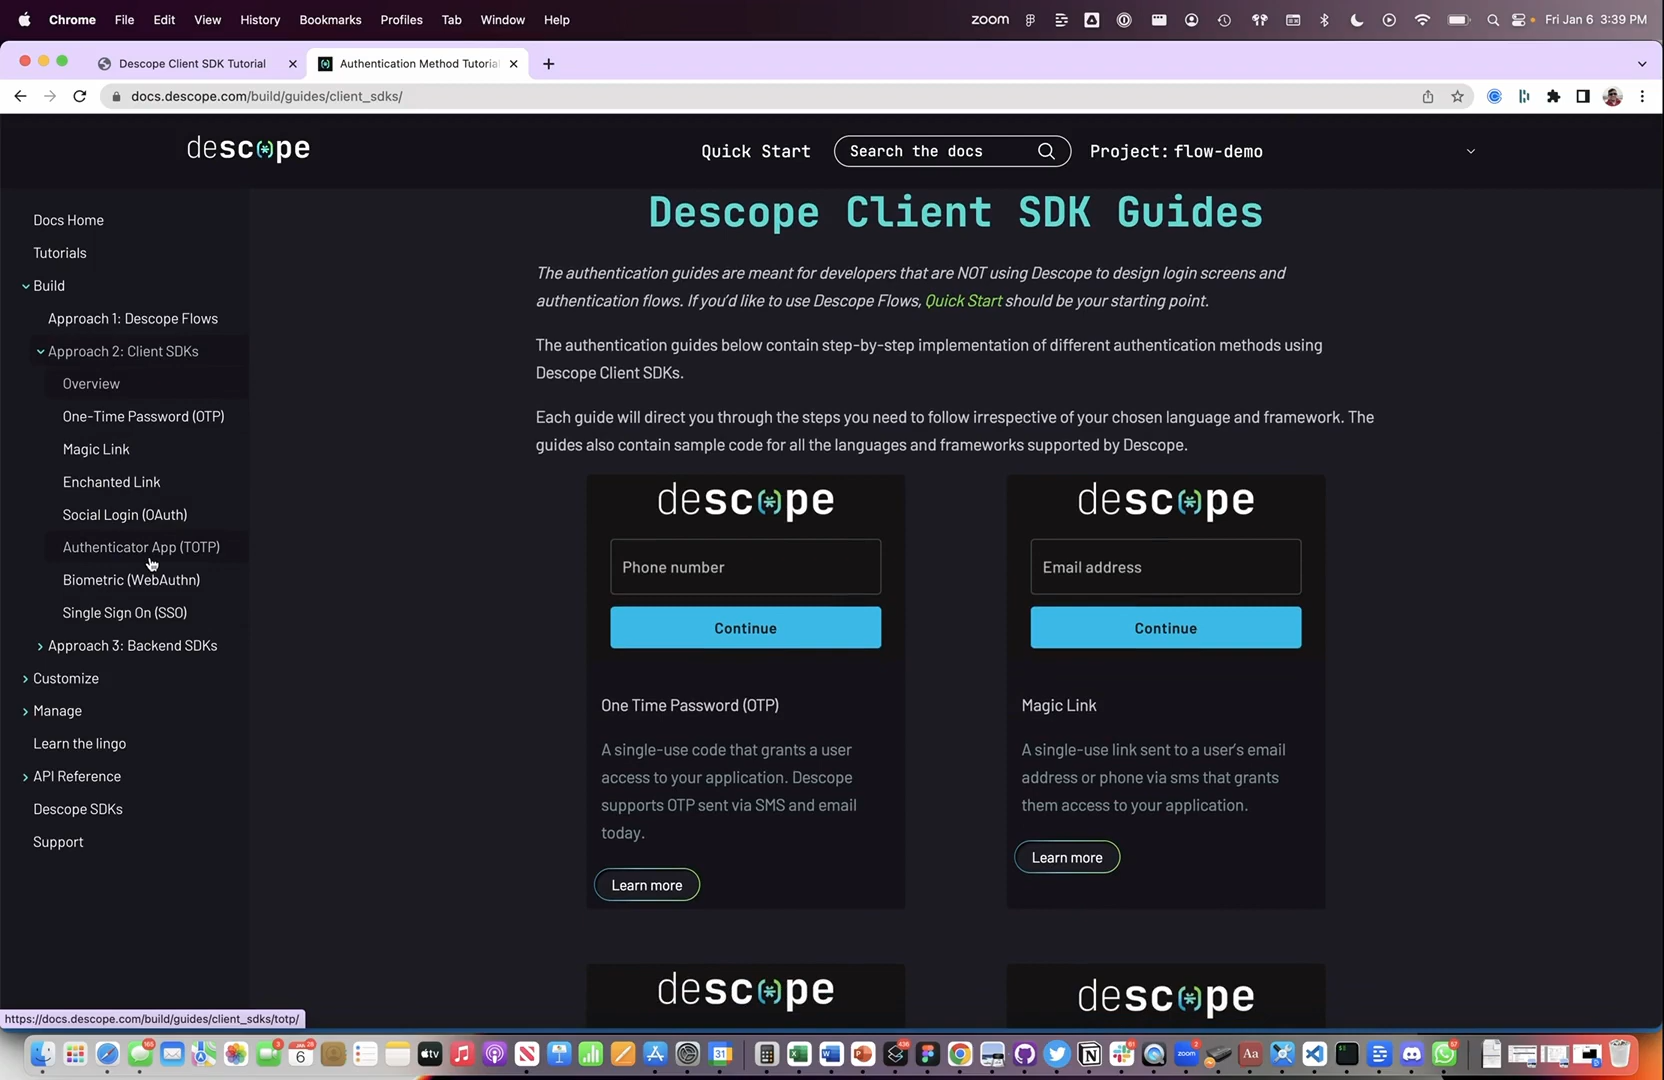 Chrome File Edit View History Bookmarks Profiles Tab Window Help zoom Fri Jan 6 3:39 PM
Descope Client SDK Tutorial Authentication Method Tutoria
docs.descope.com/build/guides/client_sdks/
descope Quick Start Search the docs Project: flow-demo
Docs Home
Tutorials
Build
Approach 1: Descope Flows
Approach 2: Client SDKs
Overview
One-Time Password (OTP)
Magic Link
Enchanted Link
Social Login (OAuth)
Authenticator App (TOTP)
Biometric (WebAuthn)
Single Sign On (SSO)
Approach 3: Backend SDKs
Customize
Manage
Learn the lingo
API Reference
Descope SDKs
Support
Descope Client SDK Guides
The authentication guides are meant for developers that are NOT using Descope to design login screens and
authentication flows. If you'd like to use Descope Flows, Quick Start should be your starting point.
The authentication guides below contain step-by-step implementation of different authentication methods using
Descope Client SDKs.
Each guide will direct you through the steps you need to follow irrespective of your chosen language and framework. The
guides also contain sample code for all the languages and frameworks supported by Descope.
descope
Phone number
Continue
One Time Password (OTP)
A single-use code that grants a user
access to your application. Descope
supports OTP sent via SMS and email
today.
Learn more
descope
Email address
Continue
Magic Link
A single-use link sent to a user's email
address or phone via sms that grants
them access to your application.
Learn more
descope
descope
https://docs.descope.com/build/guides/client_sdks/totp/